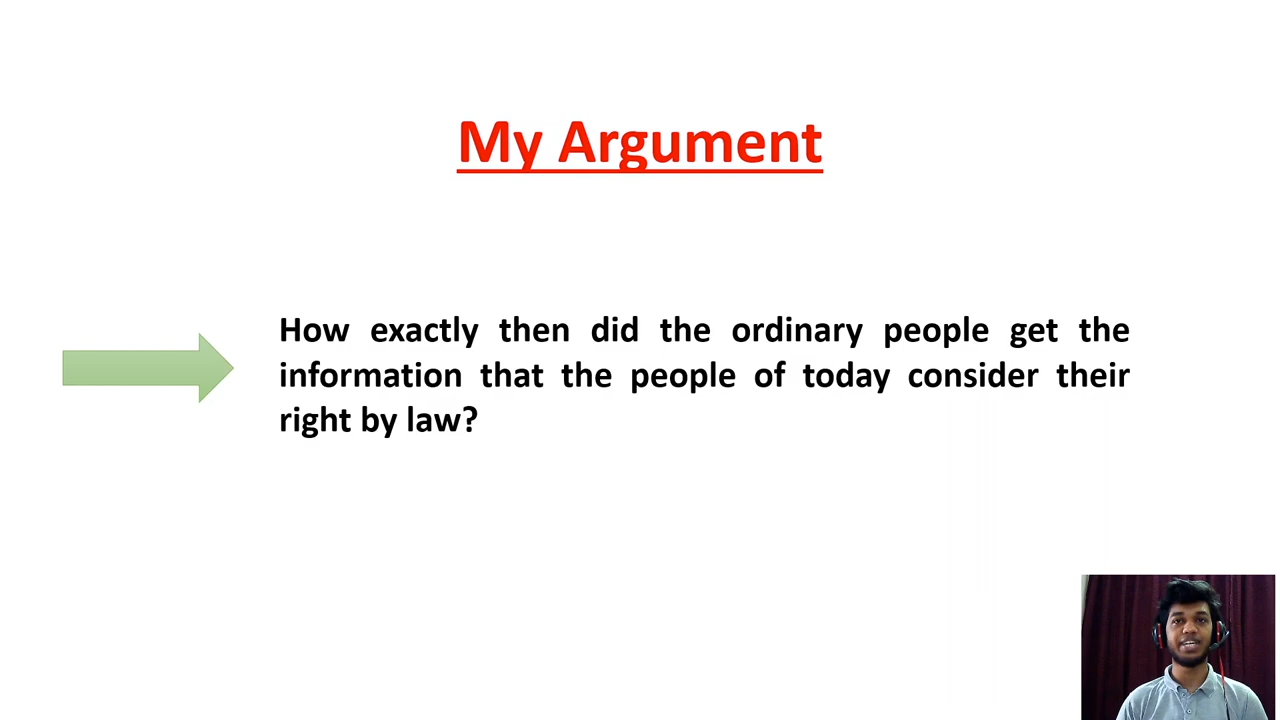 My Argument
How exactly then did the ordinary people get the
information that the people of today consider their
right by law?